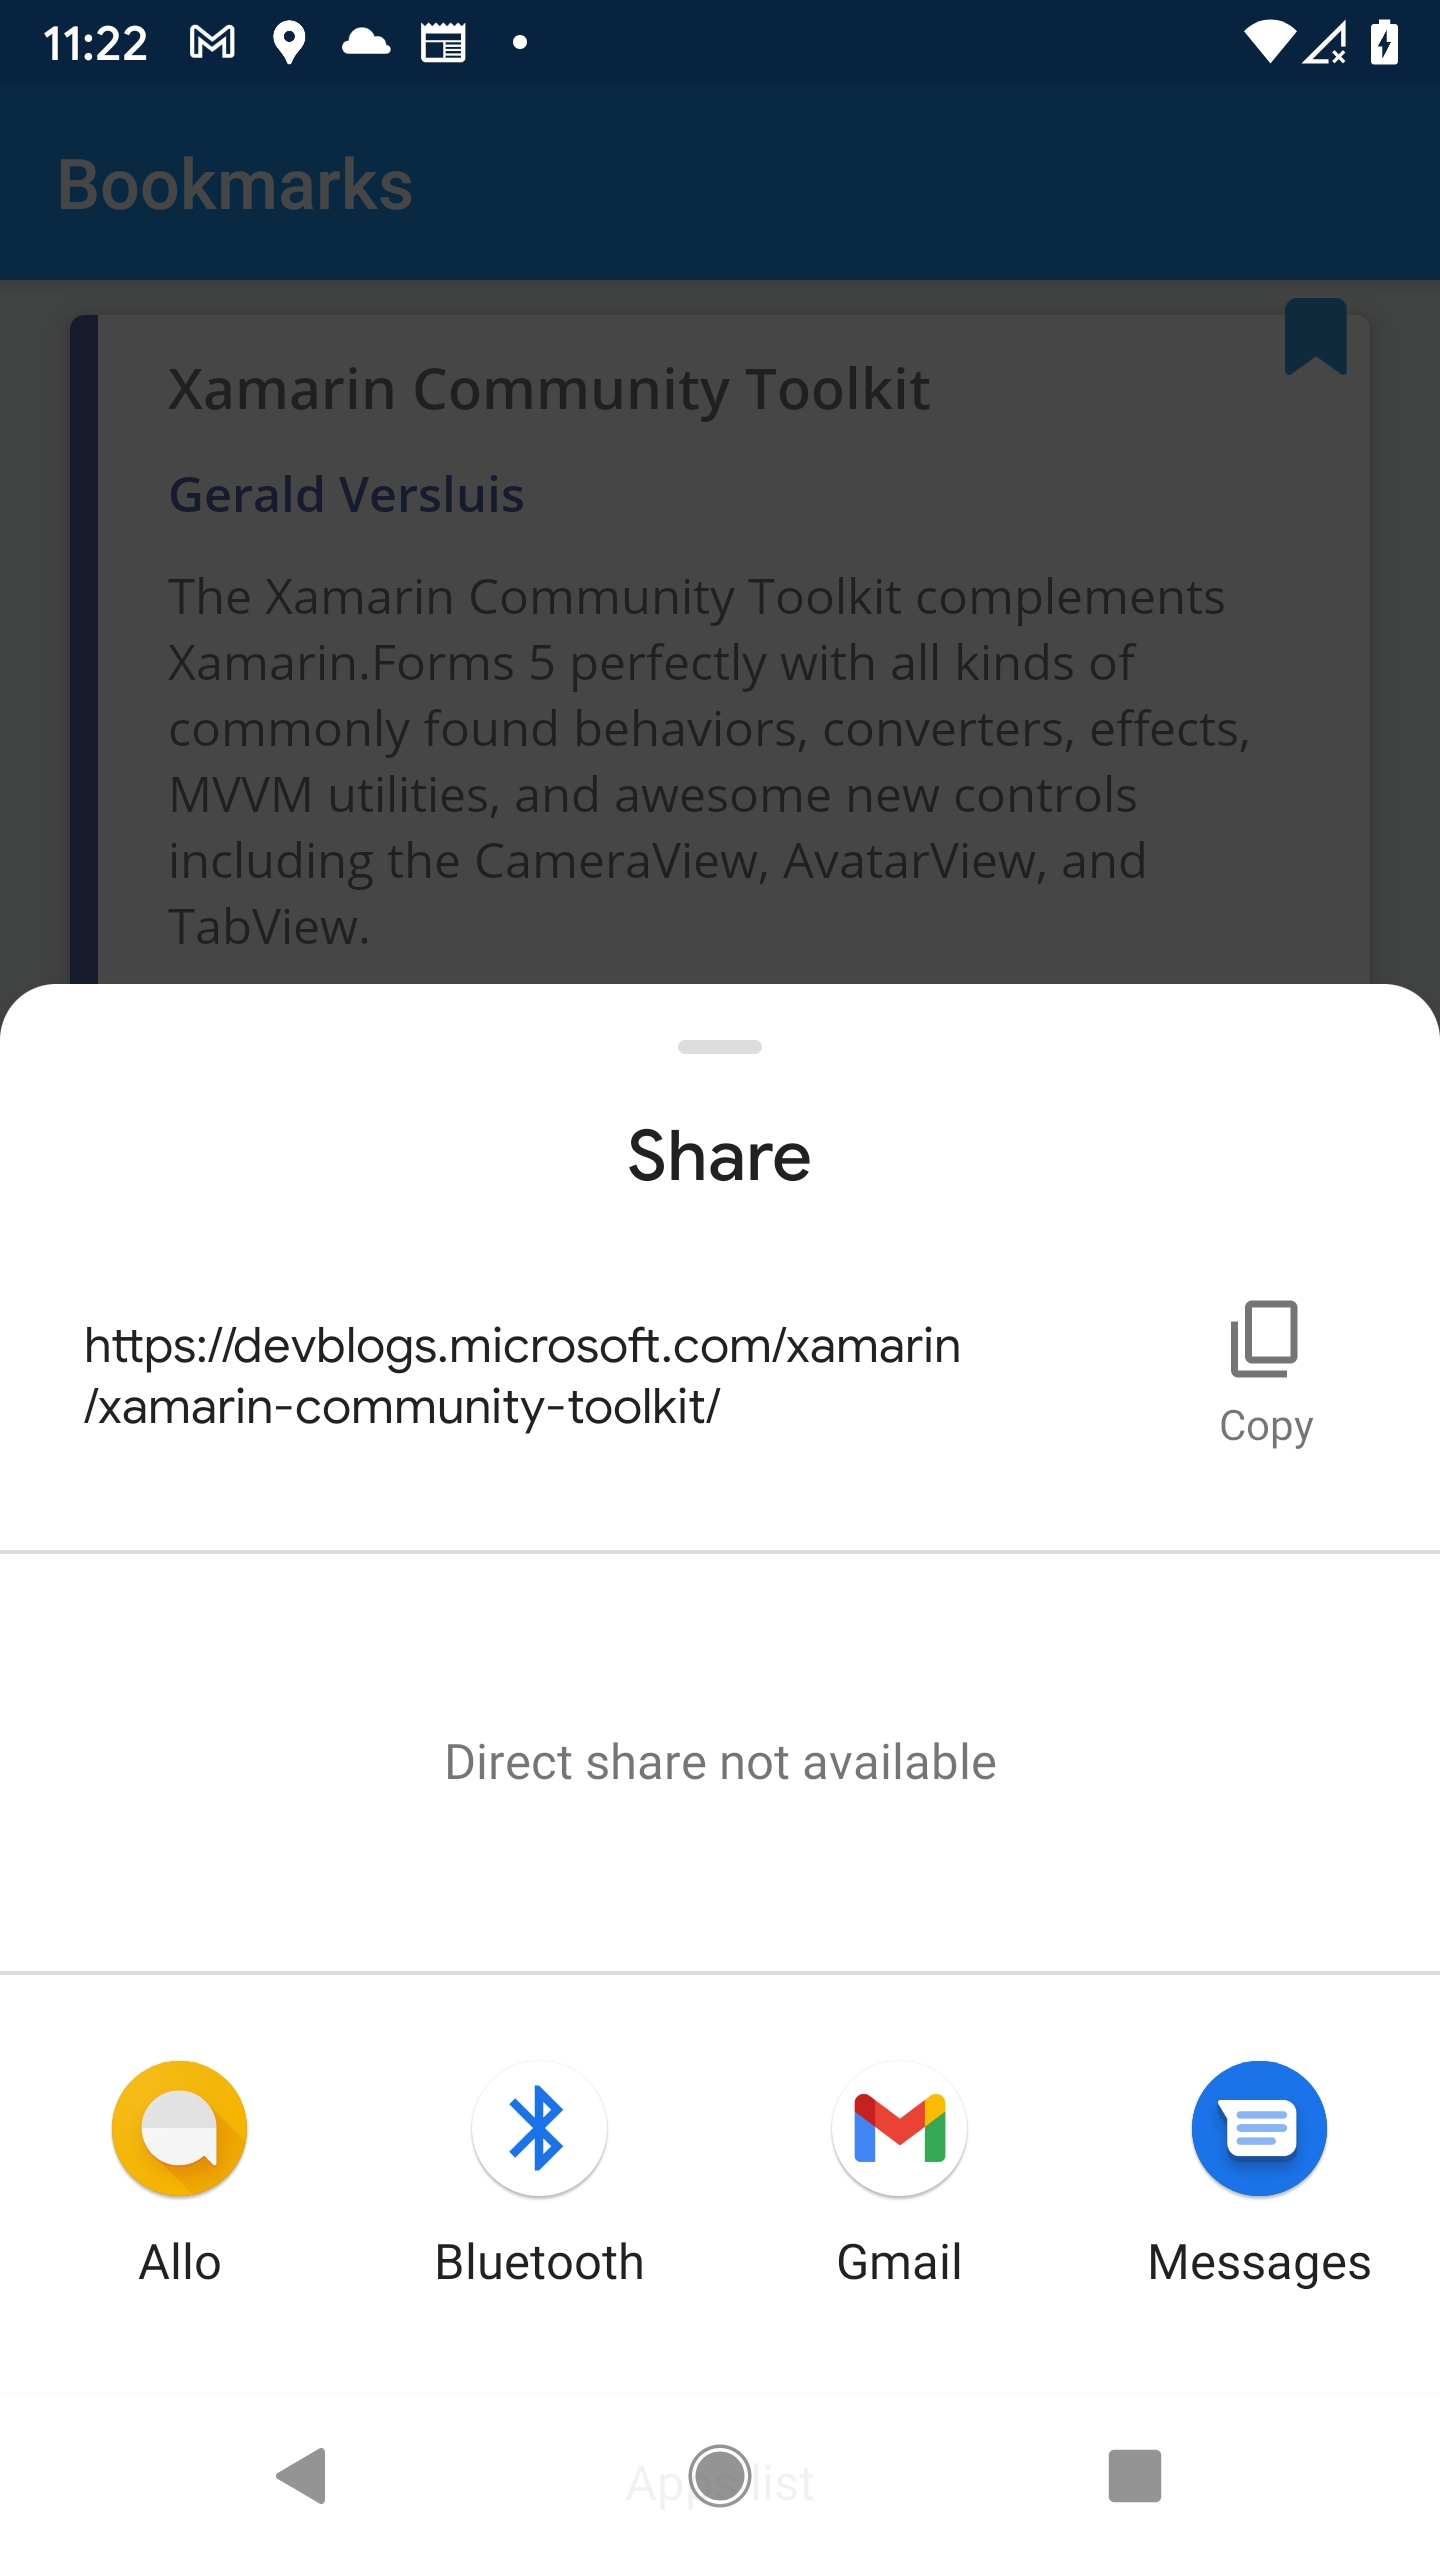 11:22
Bookmarks
Xamarin Community Toolkit
Gerald Versluis
The Xamarin Community Toolkit complements
Xamarin.Forms 5 perfectly with all kinds of
commonly found behaviors, converters, effects,
MVVM utilities, and awesome new controls
including the CameraView, AvatarView, and
TabView.
Share
https://devblogs.microsoft.com/xamarin
/xamarin-community-toolkit/
Copy
Direct share not available
Allo
Bluetooth
Gmail
Messages
Apps list